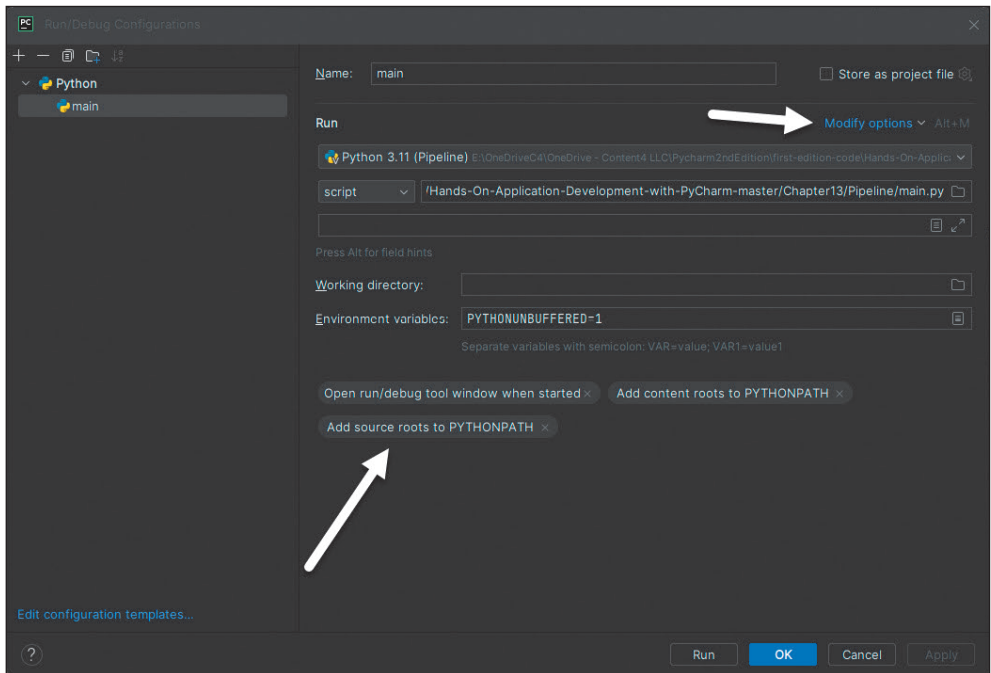 PC Run/Debug Configurations
Python
main
Name: main
Store as project file
Run
Modify options Alt+M
Python 3.11 (Pipeline) E:\OneDriveC4\OneDrive - Content4 LLC\Pycharm2ndEdition\first-edition-code\Hands-On-Applic
script /Hands-On-Application-Development-with-PyCharm-master/Chapter13/Pipeline/main.py
Press Alt for field hints
Working directory:
Environment variables: PYTHONUNBUFFERED=1
Separate variables with semicolon: VAR=value; VAR1=value1
Open run/debug tool window when started × Add content roots to PYTHONPATH ×
Add source roots to PYTHONPATH ×
Edit configuration templates...
? Run OK Cancel Apply